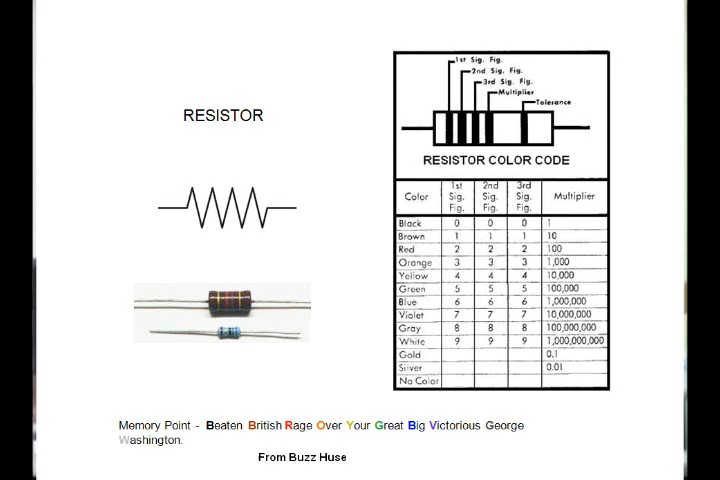 RESISTOR
1st Sig. Fig.
2nd Sig. Fig.
3rd Sig. Fig.
Multiplier
Tolerance
RESISTOR COLOR CODE
Color 1st Sig. Fig. 2nd Sig. Fig. 3rd Sig. Fig. Multiplier
Black 0 0 0 1
Brown 1 1 1 10
Red 2 2 2 100
Orange 3 3 3 1,000
Yellow 4 4 4 10,000
Green 5 5 5 100,000
Blue 6 6 6 1,000,000
Violet 7 7 7 10,000,000
Gray 8 8 8 100,000,000
White 9 9 9 1,000,000,000
Gold 0.1
Silver 0.01
No Color
Memory Point - Beaten British Rage Over Your Great Big Victorious George
Washington.
From Buzz Huse